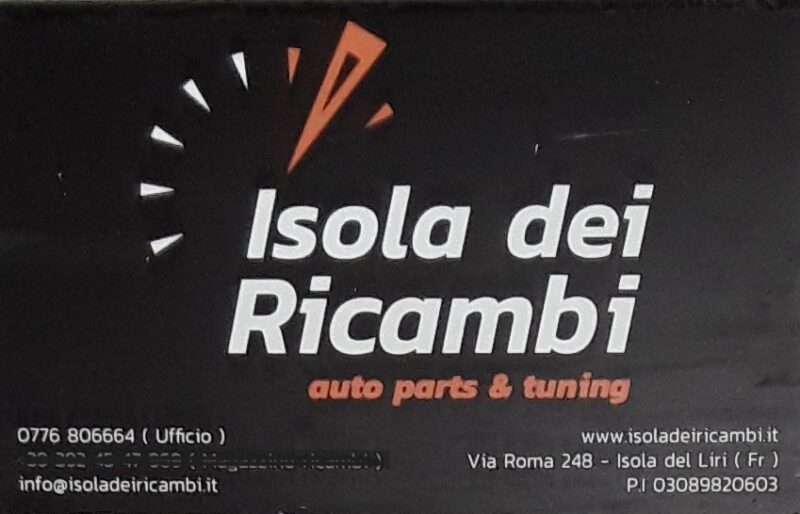 Isola dei
Ricambi
auto parts & tuning
0776 806664 ( Ufficio )
info@isoladeiricambi.it
www.isoladeiricambi.it
Via Roma 248 - Isola del Liri ( Fr )
P.I 03089820603